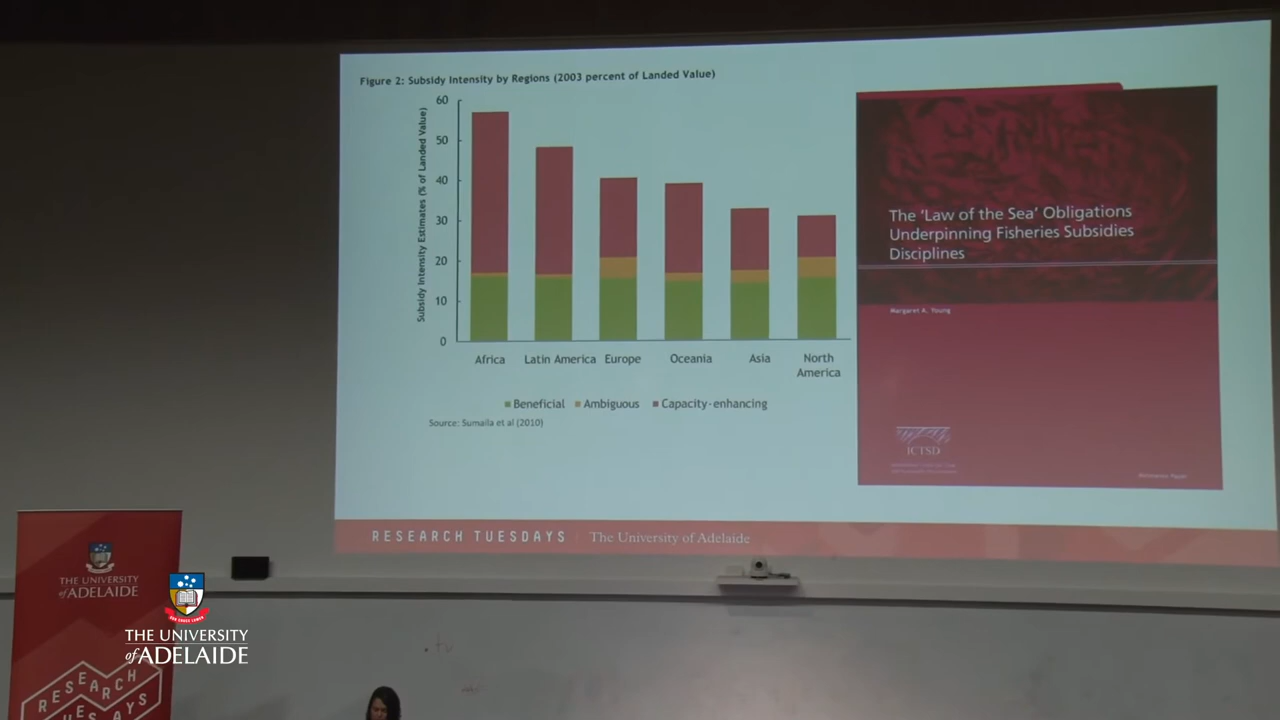 Figure 2: Subsidy Intensity by Regions (2003 percent of Landed Value)
Subsidy Intensity Estimates (% of Landed Value)
60
50
40
30
20
10
0
Africa
Latin America
Europe
Oceania
Asia
North
America
Beneficial
Ambiguous
Capacity-enhancing
Source: Sumaila et al (2010)
The 'Law of the Sea' Obligations
Underpinning Fisheries Subsidies
Disciplines
Margaret A. Young
ICTSD
RESEARCH TUESDAYS
The University of Adelaide
THE UNIVERSITY
of ADELAIDE
THE UNIVERSITY
of ADELAIDE
RESEARCH